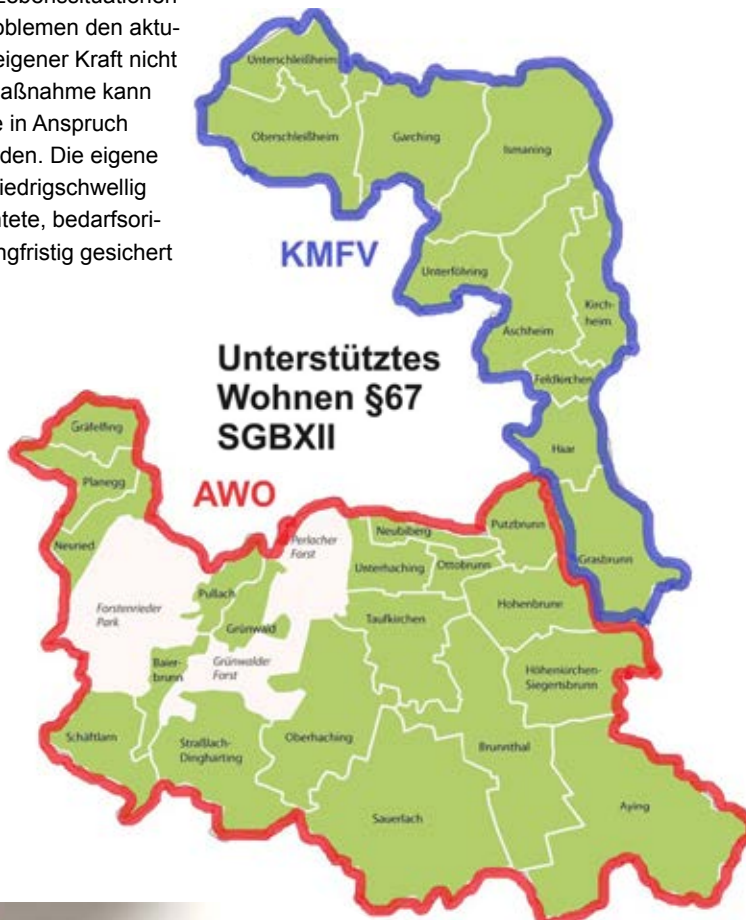 Lebenssituationen
oblemen den aktu-
eigener Kraft nicht
aßnahme kann
e in Anspruch
den. Die eigene
iedrigschwellig
ntete, bedarfsori-
ngfristig gesichert
Unterschleißheim
Oberschleißheim
Garching
Ismaning
KMFV
Unterföhring
Kirch-
heim
Aschheim
Feldkirchen
Haar
Grasbrunn
Unterstütztes
Wohnen §67
SGBXII
AWO
Gräfelfing
Planegg
Neuried
Forstenrieder
Park
Pullach
Grünwald
Perlacher
Forst
Grünwalder
Forst
Baier-
brunn
Schäftlarn
Straßlach-
Dingharting
Neubiberg
Unterhaching
Ottobrunn
Putzbrunn
Taufkirchen
Hohenbrunn
Höhenkirchen-
Siegertsbrunn
Oberhaching
Brunnthal
Sauerlach
Aying